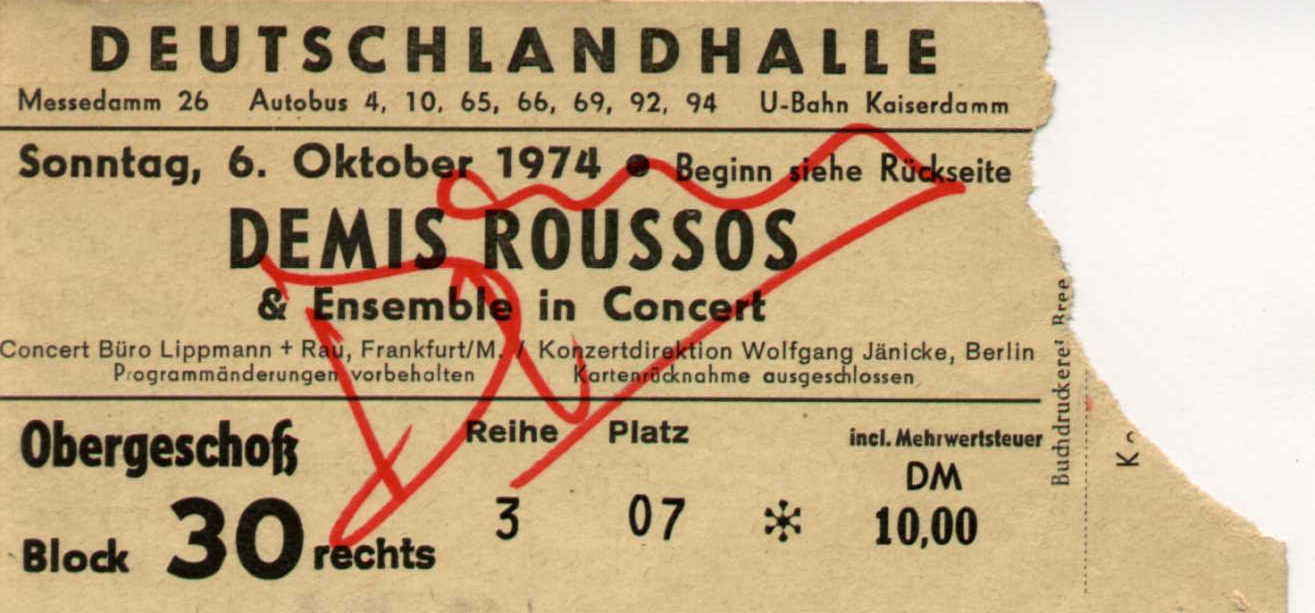 DEUTSCHLANDHALLE
Messedamm 26 Autobus 4, 10, 65, 66, 69, 92, 94 U-Bahn Kaiserdamm
Sonntag, 6. Oktober 1974 ● Beginn siehe Rückseite
DEMIS ROUSSOS
& Ensemble in Concert
Concert Büro Lippmann + Rau, Frankfurt/M. / Konzertdirektion Wolfgang Jänicke, Berlin
Programmänderungen vorbehalten Kartenrücknahme ausgeschlossen
Obergeschoß Reihe Platz incl. Mehrwertsteuer
DM
Block 30 rechts 3 07 * 10,00
Buchdruckerei Bree